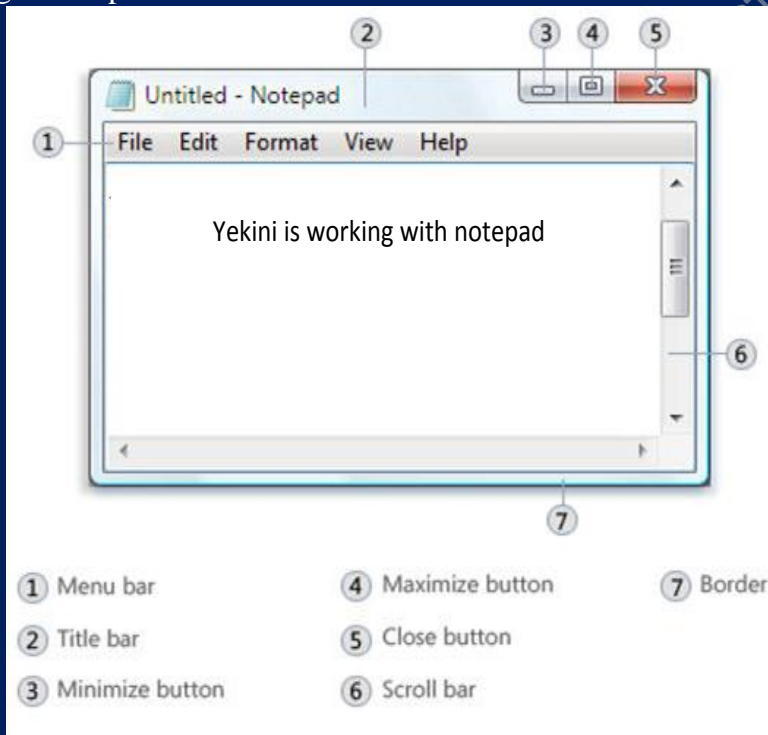 2 3 4 5
Untitled - Notepad
1 File Edit Format View Help
Yekini is working with notepad
6
7
1 Menu bar 4 Maximize button 7 Border
2 Title bar 5 Close button
3 Minimize button 6 Scroll bar